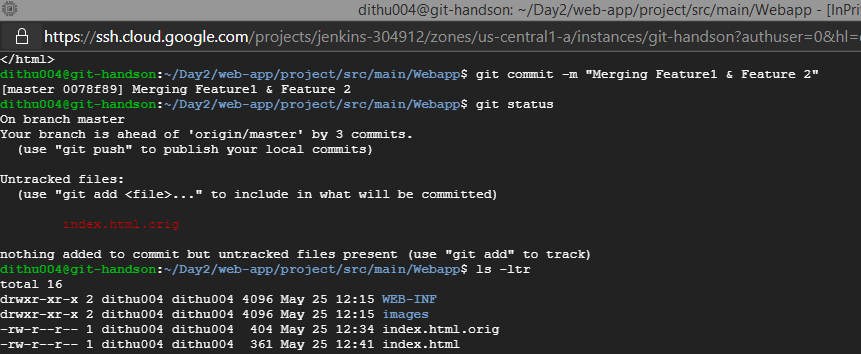 dithu004@git-handson: ~/Day2/web-app/project/src/main/Webapp - [InPri
https://ssh.cloud.google.com/projects/jenkins-304912/zones/us-central1-a/instances/git-handson?authuser=0&hl=
</html>
dithu004@git-handson:~/Day2/web-app/project/src/main/Webapp$ git commit -m "Merging Feature1 & Feature 2"
[master 0078f89] Merging Feature1 & Feature 2
dithu004@git-handson:~/Day2/web-app/project/src/main/Webapp$ git status
On branch master
Your branch is ahead of 'origin/master' by 3 commits.
  (use "git push" to publish your local commits)
Untracked files:
  (use "git add <file>..." to include in what will be committed)
index.html.orig
nothing added to commit but untracked files present (use "git add" to track)
dithu004@git-handson:~/Day2/web-app/project/src/main/Webapp$ ls -ltr
total 16
drwxr-xr-x 2 dithu004 dithu004 4096 May 25 12:15 WEB-INF
drwxr-xr-x 2 dithu004 dithu004 4096 May 25 12:15 images
-rw-r--r-- 1 dithu004 dithu004  404 May 25 12:34 index.html.orig
-rw-r--r-- 1 dithu004 dithu004  361 May 25 12:41 index.html